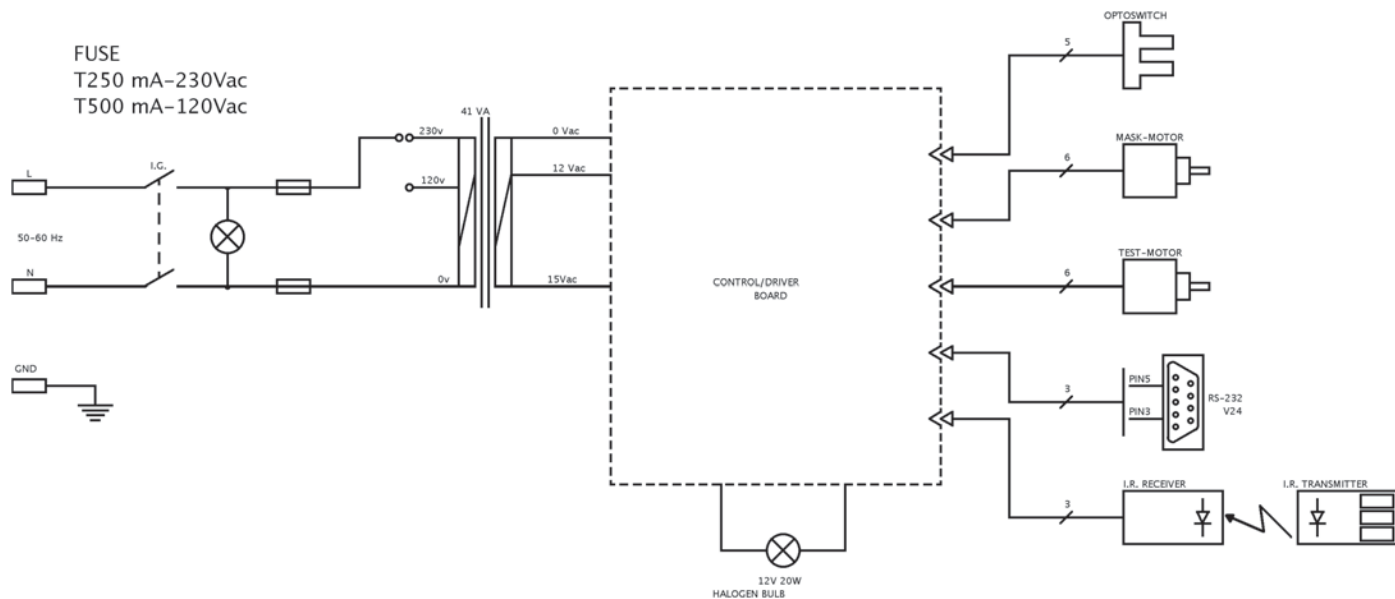 OPTOSWITCH
5
FUSE
T250 mA-230Vac
T500 mA-120Vac
41 VA
230v
0 Vac
MASK-MOTOR
6
I.G.
L
120v
12 Vac
50-60 Hz
TEST-MOTOR
6
N
0v
15Vac
CONTROL/DRIVER
BOARD
GND
3
PIN5
PIN3
RS-232
V24
I.R. RECEIVER
I.R. TRANSMITTER
3
12V 20W
HALOGEN BULB